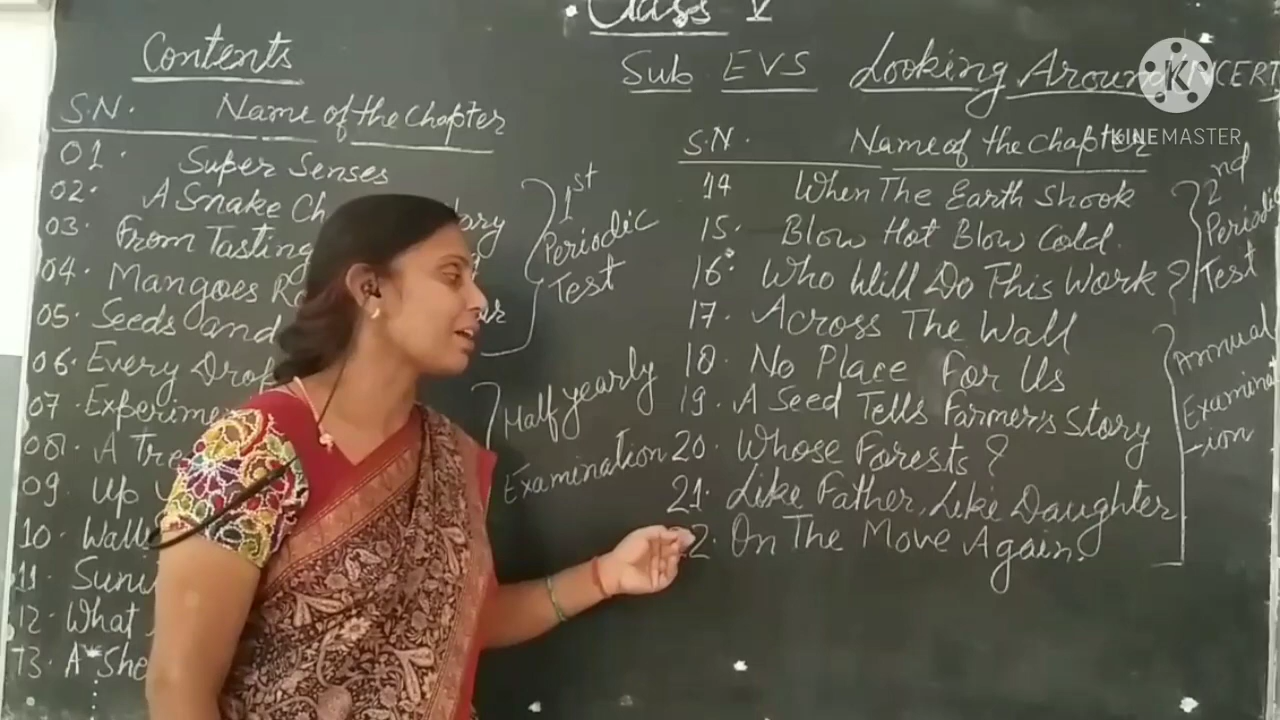 Class V
Contents
Sub EVS Looking Around NCERT
KINEMASTER
S.N. Name of the Chapter
01. Super Senses
02. A Snake Ch
03. From Tasting
04. Mangoes R
05. Seeds and
06. Every Drop
07. Experime
08. A Tre
09. Up
10. Wall
11. Sun
12. What
13. A She
1st
Periodic
Test
Half yearly
Examination
S.N. Name of the Chapter
14 When The Earth Shook
15. Blow Hot Blow Cold.
16. Who Will Do This Work?
17. Across The Wall
18. No Place For Us
19. A Seed Tells Farmer's Story
20. Whose Forests?
21. Like Father, Like Daughter
2. On The Move Again.
2nd
Periodic
Test
Annual
Examinat
-ion